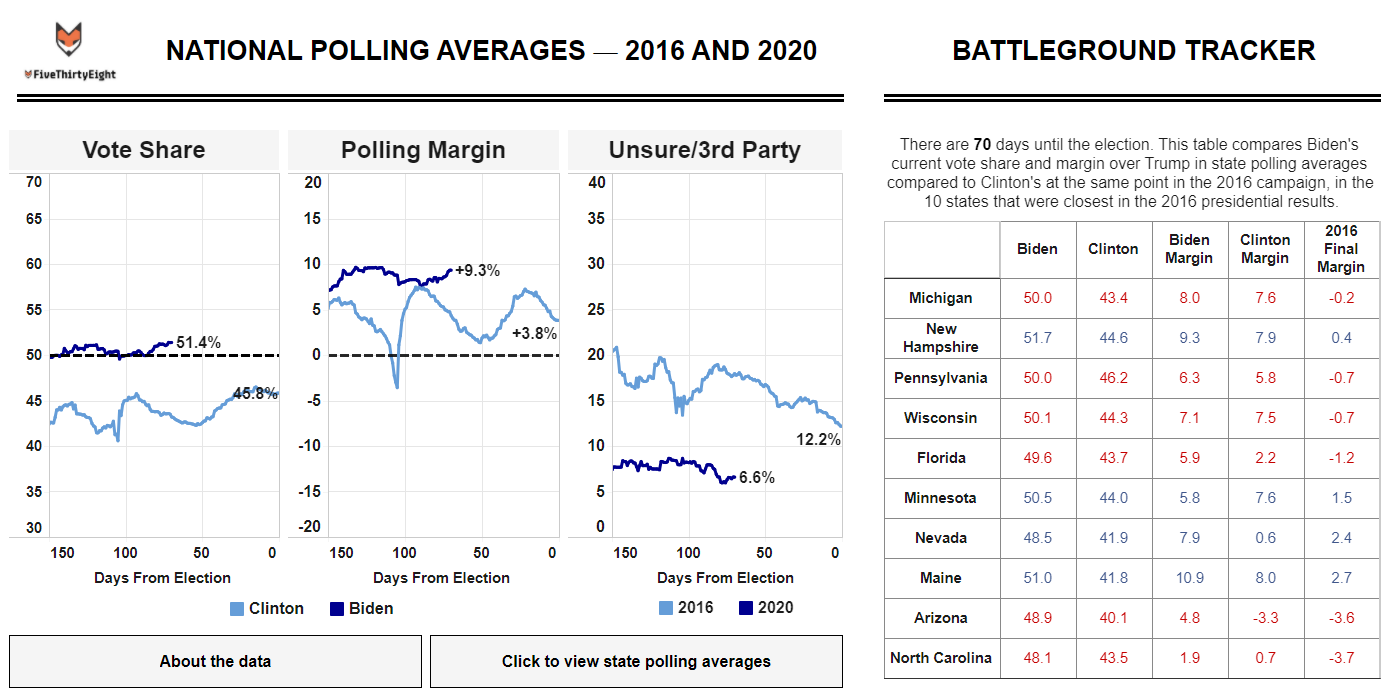 FiveThirtyEight
NATIONAL POLLING AVERAGES — 2016 AND 2020
Vote Share
70
65
60
55
50
45
40
35
30
51.4%
45.8%
150 100 50 0
Days From Election
Polling Margin
20
15
10
5
0
-5
-10
-15
-20
+9.3%
+3.8%
150 100 50 0
Days From Election
Unsure/3rd Party
40
35
30
25
20
15
10
5
0
12.2%
6.6%
150 100 50 0
Days From Election
Clinton Biden
2016 2020
About the data
Click to view state polling averages
BATTLEGROUND TRACKER
There are 70 days until the election. This table compares Biden's
current vote share and margin over Trump in state polling averages
compared to Clinton's at the same point in the 2016 campaign, in the
10 states that were closest in the 2016 presidential results.
Biden Clinton Biden Margin Clinton Margin 2016 Final Margin
Michigan 50.0 43.4 8.0 7.6 -0.2
New Hampshire 51.7 44.6 9.3 7.9 0.4
Pennsylvania 50.0 46.2 6.3 5.8 -0.7
Wisconsin 50.1 44.3 7.1 7.5 -0.7
Florida 49.6 43.7 5.9 2.2 -1.2
Minnesota 50.5 44.0 5.8 7.6 1.5
Nevada 48.5 41.9 7.9 0.6 2.4
Maine 51.0 41.8 10.9 8.0 2.7
Arizona 48.9 40.1 4.8 -3.3 -3.6
North Carolina 48.1 43.5 1.9 0.7 -3.7